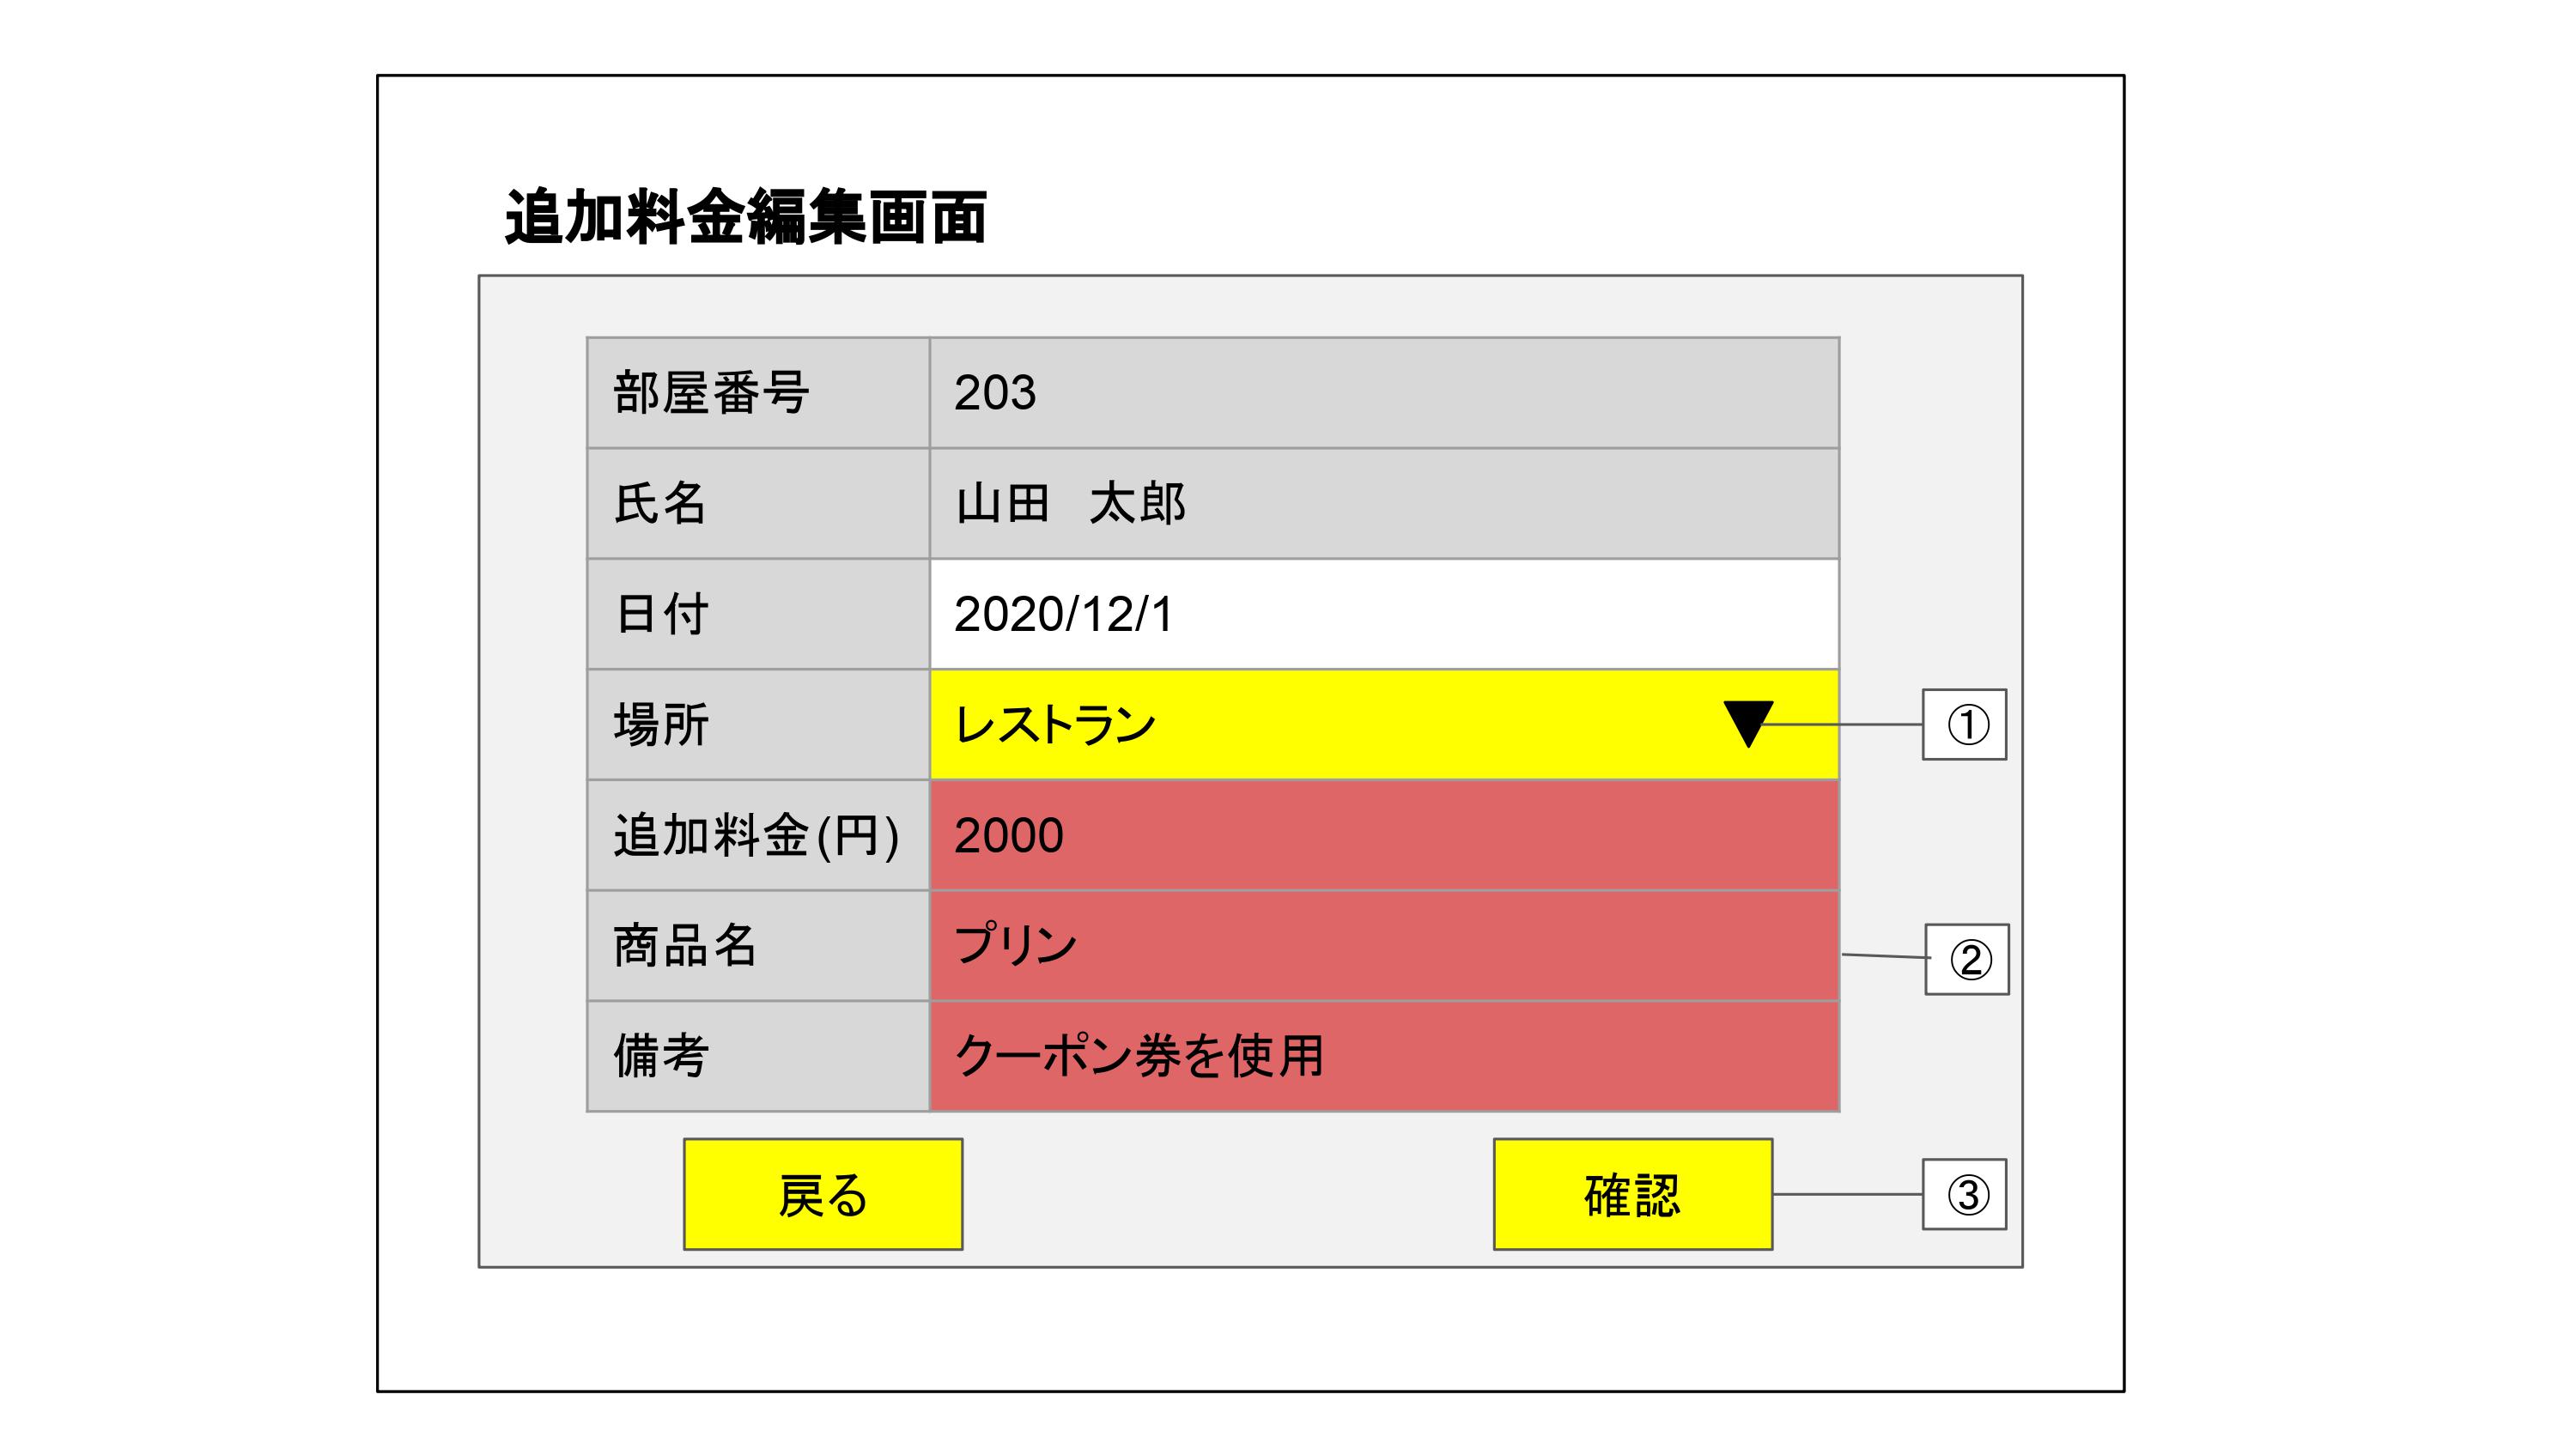 追加料金編集画面
部屋番号 203
氏名 山田　太郎
日付 2020/12/1
場所 レストラン ▼ ①
追加料金(円) 2000
商品名 プリン ②
備考 クーポン券を使用
戻る 確認 ③